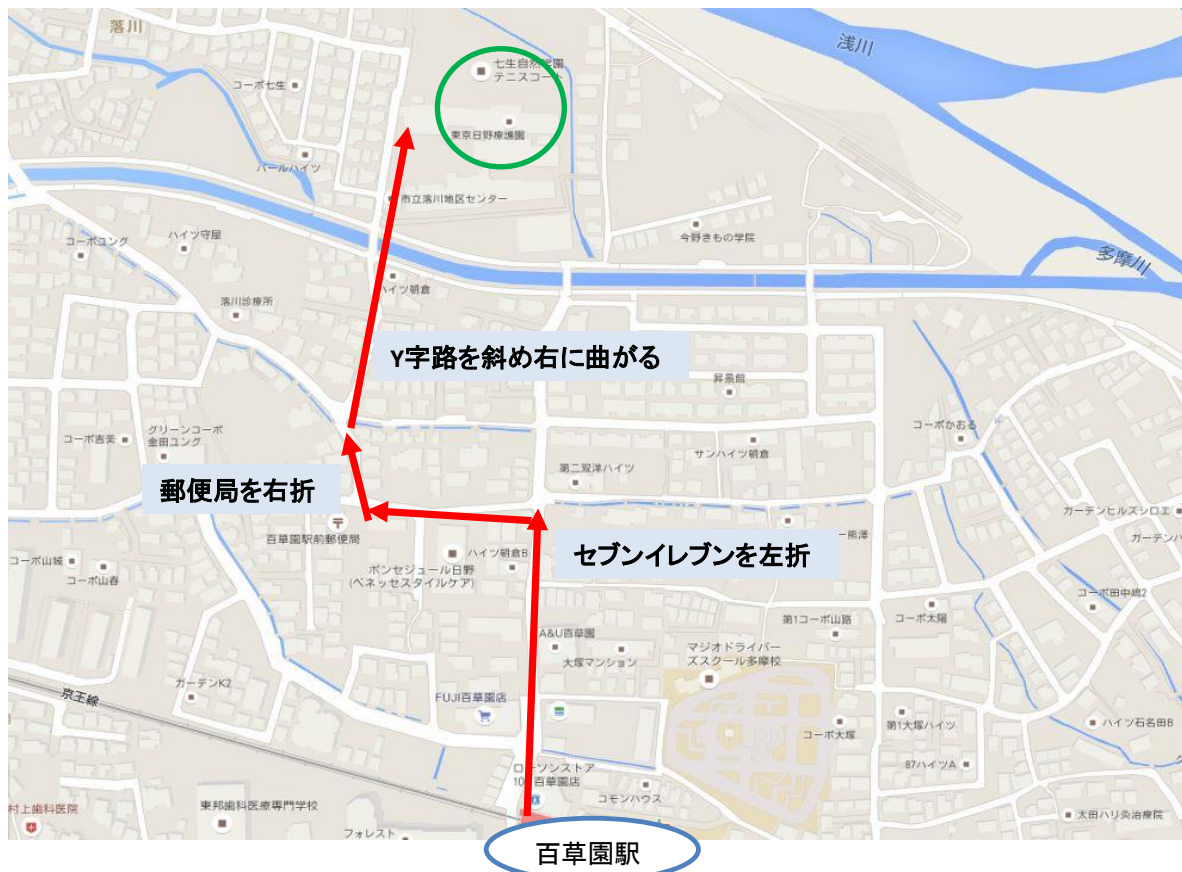 落川
浅川
七生自然学園
テニスコート
コーポ七生
東京日野療護園
パールハイツ
市立落川地区センター
ハイツ守屋
コーポユング
今野きもの学院
多摩川
ハイツ朝倉
落川診療所
Y字路を斜め右に曲がる
昇景館
グリーンコーポ
金田ユング
コーポ吉美
コーポかおる
サンハイツ朝倉
第二双洋ハイツ
郵便局を右折
ガーデンヒルズシロエ
百草園駅前郵便局
セブンイレブンを左折
ー熊澤
ガーデンハ
ハイツ朝倉B
コーポ山城
コーポ山春
ボンセジュール日野
(ベネッセスタイルケア)
コーポ田中嶋2
第1コーポ山路
コーポ太陽
A&U百草園
大塚マンション
マジオドライバー
ズスクール多摩校
ガーデンK2
京王線
FUJI百草園店
コーポ大塚
第1大塚ハイツ
ハイツ石名田B
87ハイツA
ローソンストア
百草園店
コモンハウス
村上歯科医院
東邦歯科医療専門学校
太田ハリ灸治療院
フォレスト
百草園駅